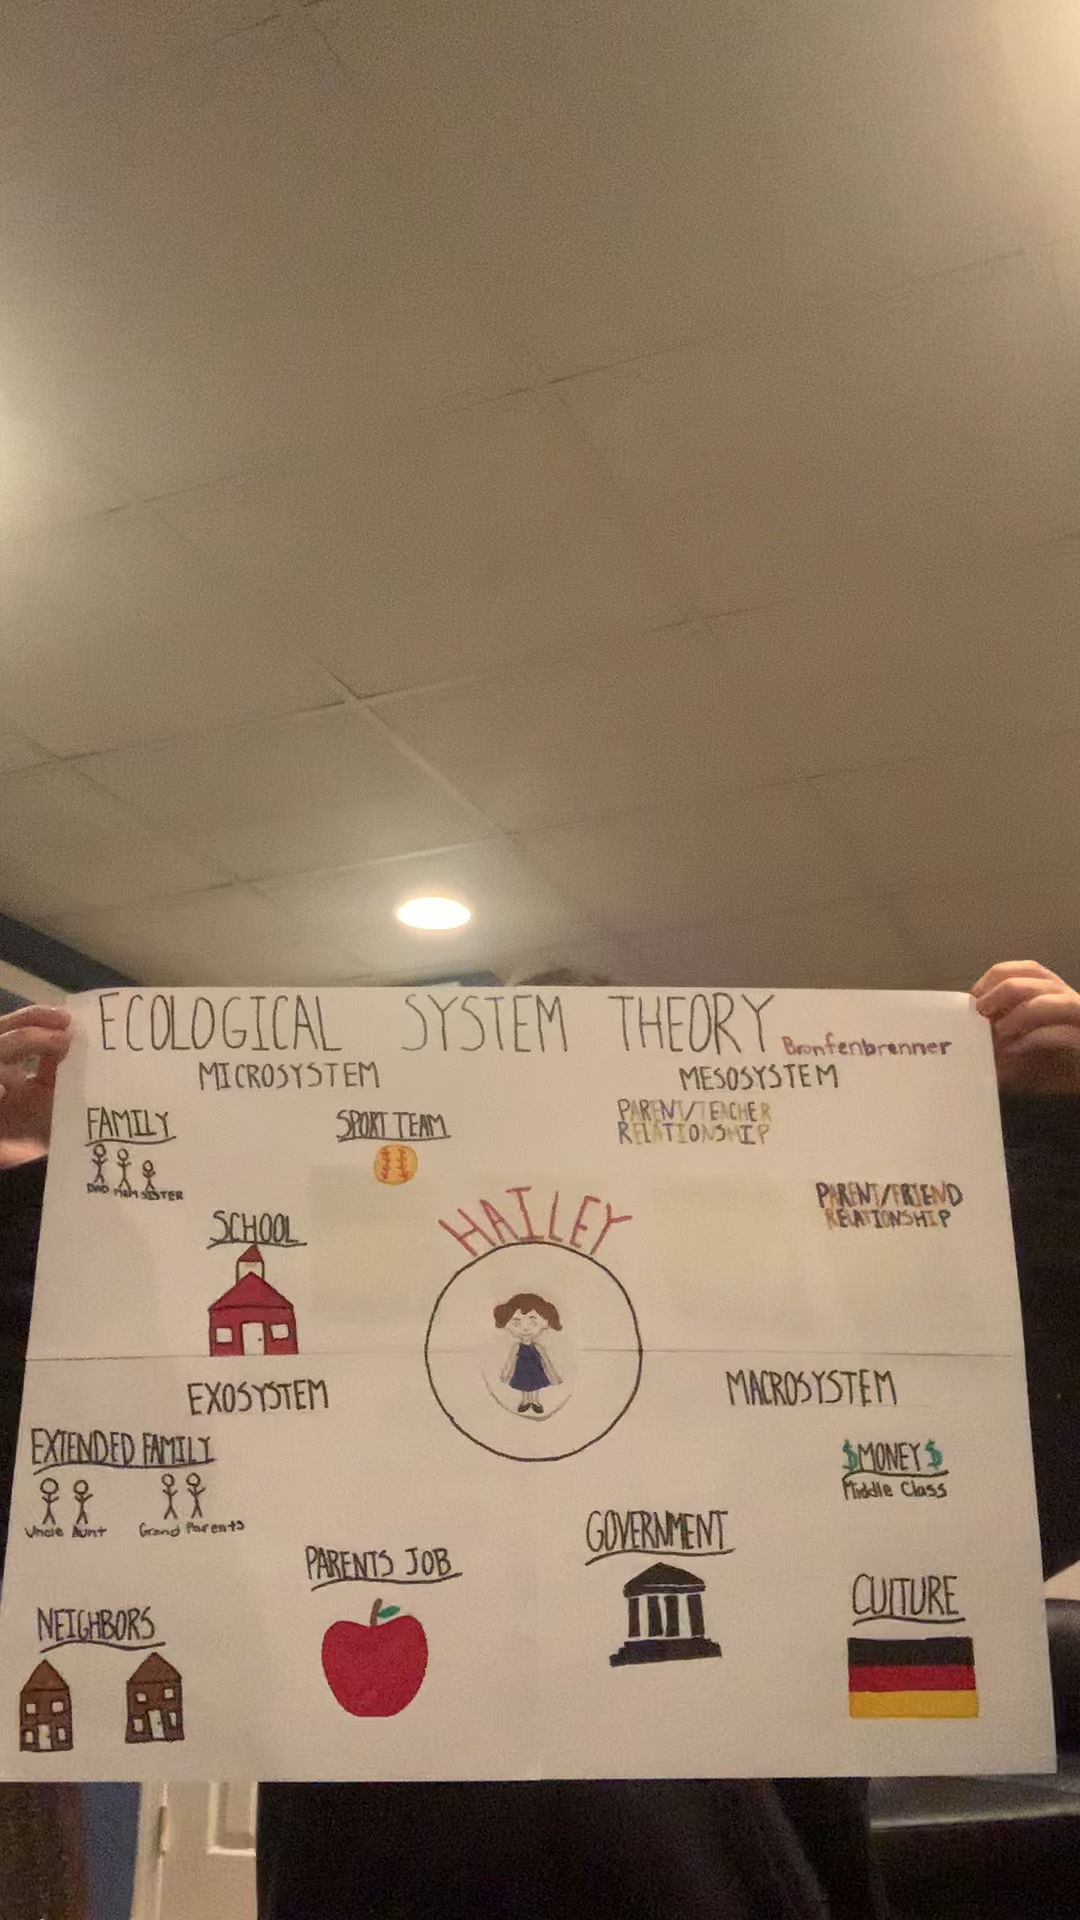 ECOLOGICAL SYSTEM THEORY
Bronfenbrenner
MICROSYSTEM
FAMILY
DAD MOM SISTER
SPORT TEAM
SCHOOL
MESOSYSTEM
PARENT/TEACHER
RELATIONSHIP
PARENT/FRIEND
RELATIONSHIP
HAILEY
EXOSYSTEM
EXTENDED FAMILY
Uncle Aunt
Grand Parents
PARENTS JOB
NEIGHBORS
MACROSYSTEM
$MONEY$
Middle Class
GOVERNMENT
CULTURE